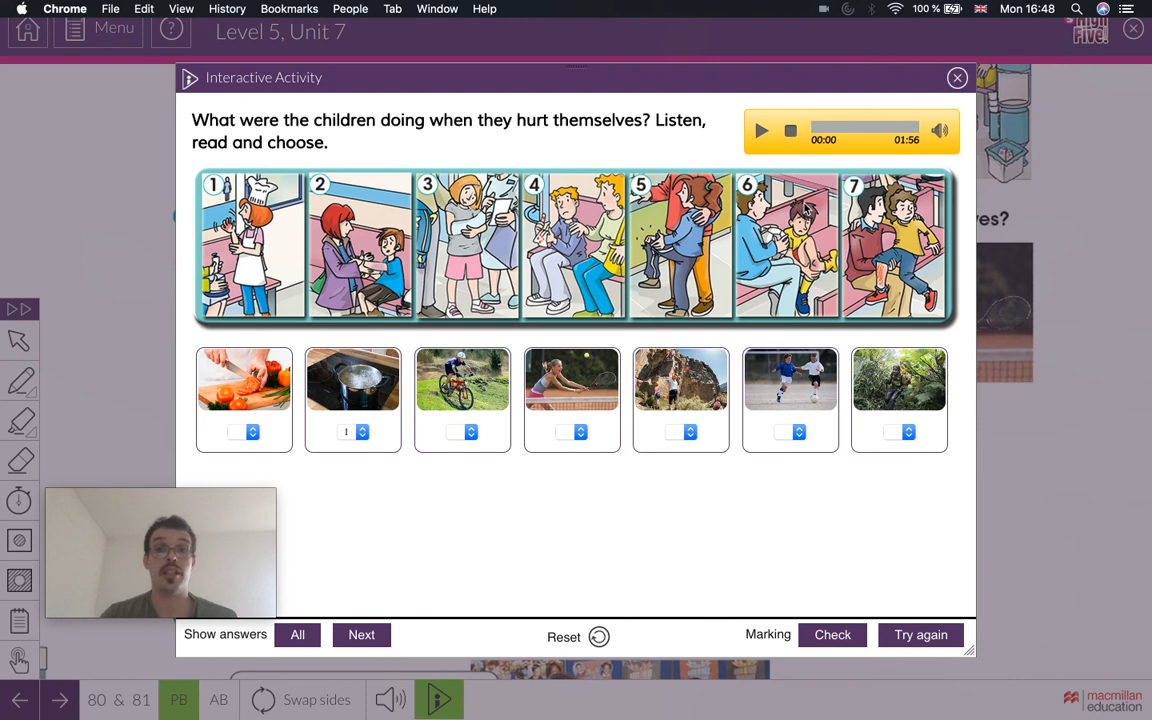 Chrome File Edit View History Bookmarks People Tab Window Help 100 % Mon 16:48
Menu ? Level 5, Unit 7 High Five!
Interactive Activity
What were the children doing when they hurt themselves? Listen,
read and choose.
00:00 01:56
1 2 3 4 5 6 7
ves?
1
Show answers All Next Reset Marking Check Try again
80 & 81 PB AB Swap sides macmillan
education